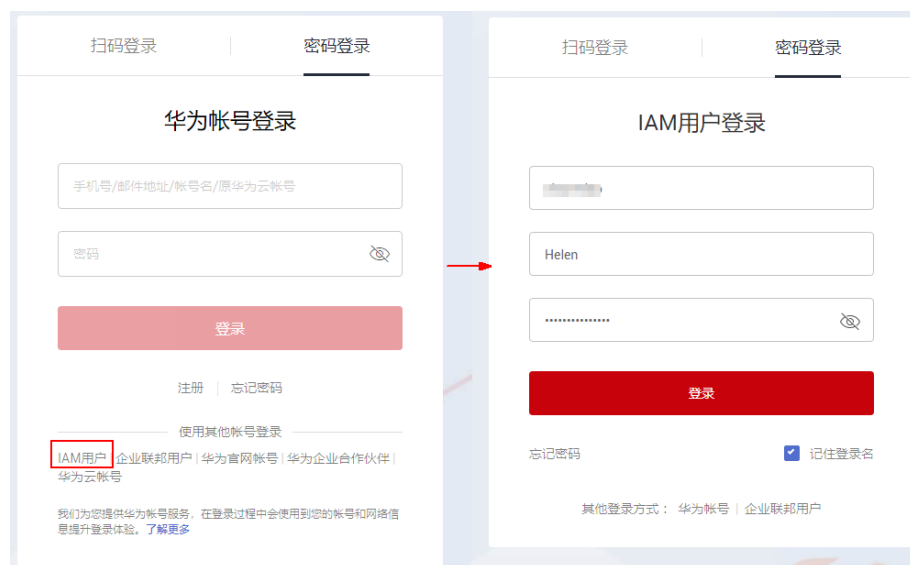 扫码登录
密码登录
华为帐号登录
手机号/邮件地址/帐号名/原华为云帐号
密码
登录
注册 | 忘记密码
使用其他帐号登录
IAM用户 | 企业联邦用户 | 华为官网帐号 | 华为企业合作伙伴 |
华为云帐号
我们为您提供华为帐号服务，在登录过程中会使用到您的帐号和网络信
息提升登录体验。了解更多
扫码登录
密码登录
IAM用户登录
Helen
···············
登录
忘记密码
记住登录名
其他登录方式： 华为帐号 | 企业联邦用户